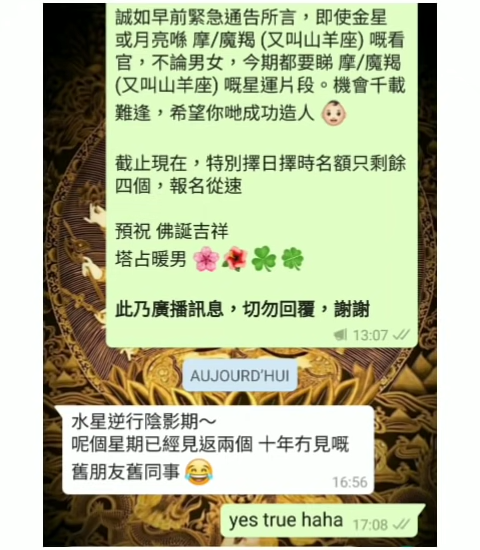 誠如早前緊急通告所言，即使金星
或月亮喺 摩/魔羯 (又叫山羊座) 嘅看
官，不論男女，今期都要睇 摩/魔羯
(又叫山羊座) 嘅星運片段。機會千載
難逢，希望你哋成功造人 👶🏻
截止現在，特別擇日擇時名額只剩餘
四個，報名從速
預祝 佛誕吉祥
塔占暖男 🌸🌺☘️🍀
此乃廣播訊息，切勿回覆，謝謝
13:07
AUJOURD'HUI
水星逆行陰影期～
呢個星期已經見返兩個 十年冇見嘅
舊朋友舊同事 😂
16:56
yes true haha 17:08